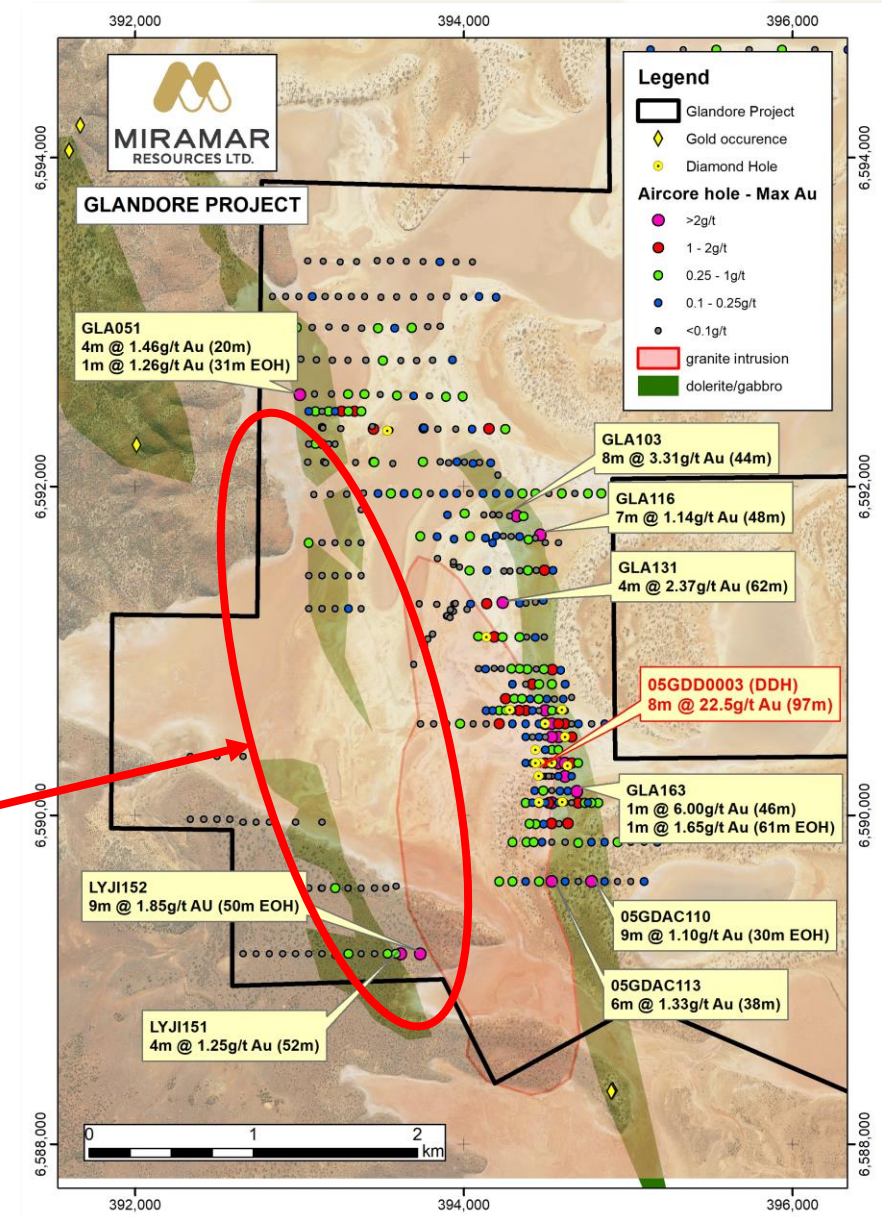 392,000
394,000
396,000
MIRAMAR
RESOURCES LTD.
GLANDORE PROJECT
Legend
Glandore Project
Gold occurence
Diamond Hole
Aircore hole - Max Au
>2g/t
1 - 2g/t
0.25 - 1g/t
0.1 - 0.25g/t
<0.1g/t
granite intrusion
dolerite/gabbro
6,594,000
6,594,000
GLA051
4m @ 1.46g/t Au (20m)
1m @ 1.26g/t Au (31m EOH)
GLA103
8m @ 3.31g/t Au (44m)
6,592,000
6,592,000
GLA116
7m @ 1.14g/t Au (48m)
GLA131
4m @ 2.37g/t Au (62m)
05GDD0003 (DDH)
8m @ 22.5g/t Au (97m)
GLA163
1m @ 6.00g/t Au (46m)
1m @ 1.65g/t Au (61m EOH)
6,590,000
6,590,000
LYJI152
9m @ 1.85g/t AU (50m EOH)
05GDAC110
9m @ 1.10g/t Au (30m EOH)
05GDAC113
6m @ 1.33g/t Au (38m)
LYJI151
4m @ 1.25g/t Au (52m)
6,588,000
6,588,000
0 1 2
km
392,000
394,000
396,000